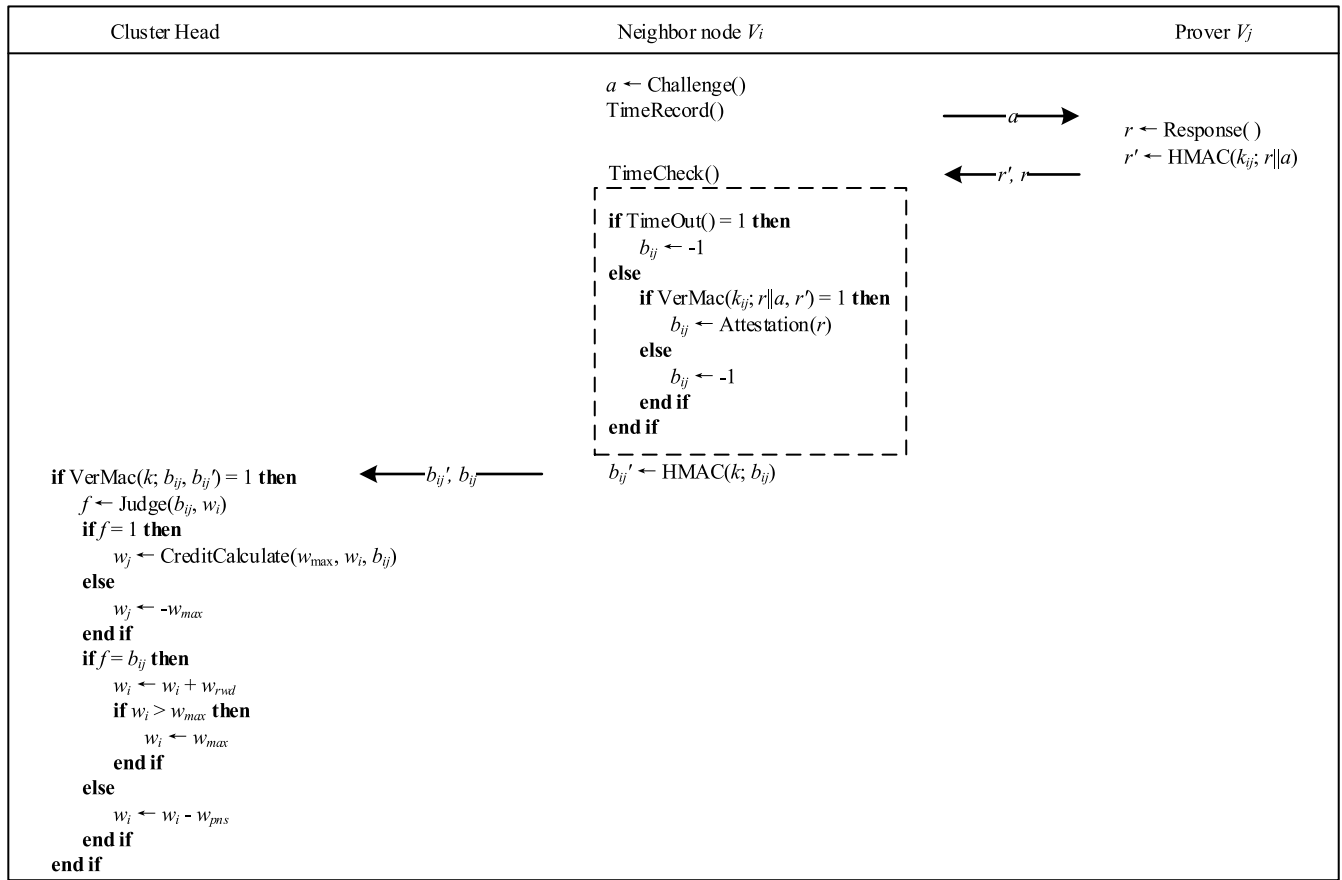 Cluster Head
Neighbor node Vi
Prover Vj
a ← Challenge()
TimeRecord()
a
r ← Response( )
r' ← HMAC(kij; r||a)
TimeCheck()
r', r
if TimeOut() = 1 then
bij ← -1
else
if VerMac(kij; r||a, r') = 1 then
bij ← Attestation(r)
else
bij ← -1
end if
end if
bij' ← HMAC(k; bij)
bij', bij
if VerMac(k; bij, bij') = 1 then
f ← Judge(bij, wi)
if f = 1 then
wj ← CreditCalculate(wmax, wi, bij)
else
wj ← -wmax
end if
if f = bij then
wi ← wi + wrwd
if wi > wmax then
wi ← wmax
end if
else
wi ← wi - wpns
end if
end if